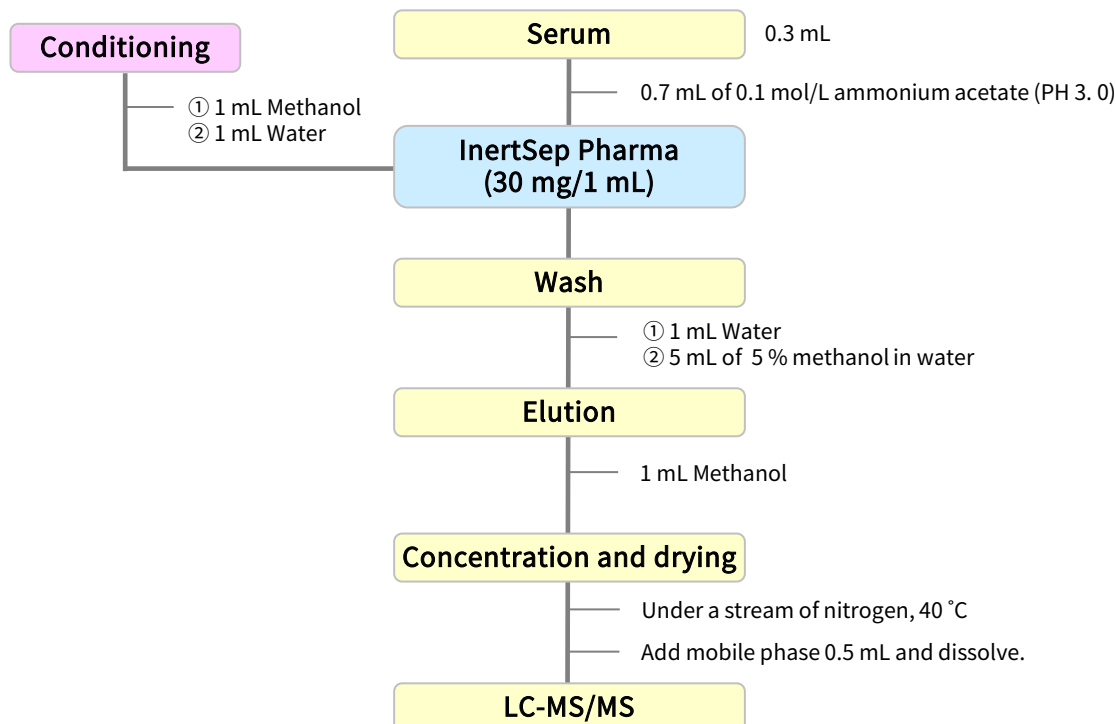 Conditioning
① 1 mL Methanol
② 1 mL Water
Serum
0.3 mL
0.7 mL of 0.1 mol/L ammonium acetate (PH 3. 0)
InertSep Pharma
(30 mg/1 mL)
Wash
① 1 mL Water
② 5 mL of 5 % methanol in water
Elution
1 mL Methanol
Concentration and drying
Under a stream of nitrogen, 40 ˚C
Add mobile phase 0.5 mL and dissolve.
LC-MS/MS